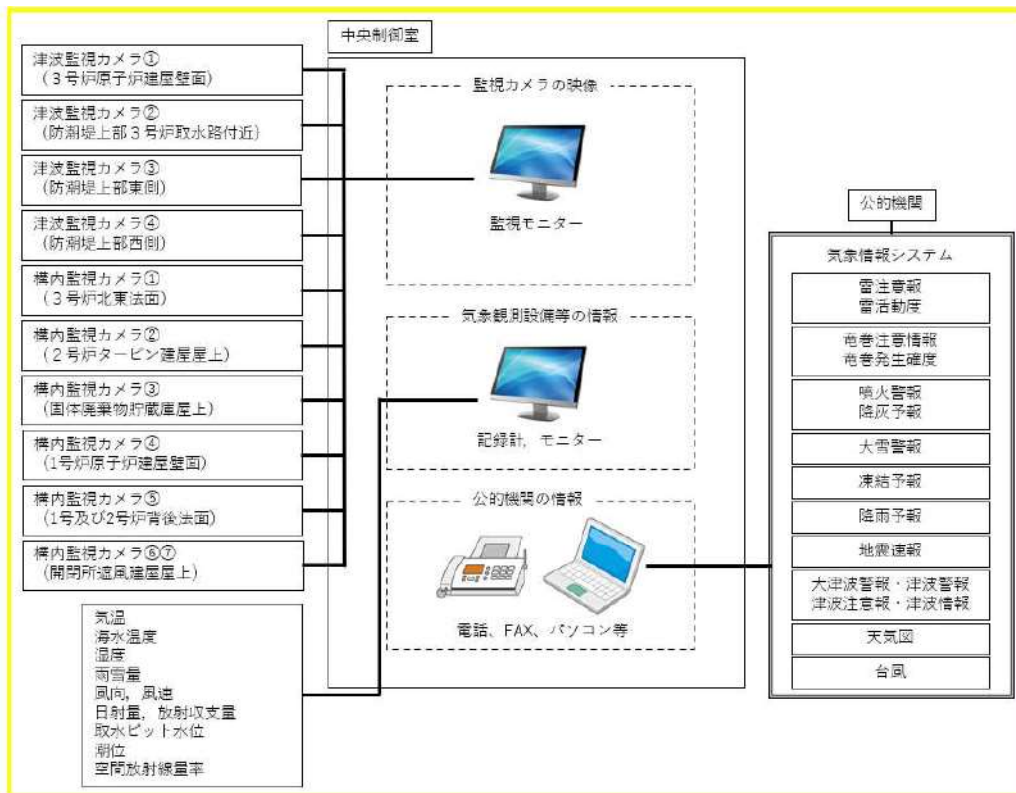 中央制御室
津波監視カメラ①
(3号炉原子炉建屋壁面)
津波監視カメラ②
(防潮堤上部3号炉取水路付近)
津波監視カメラ③
(防潮堤上部東側)
津波監視カメラ④
(防潮堤上部西側)
構内監視カメラ①
(3号炉北東法面)
構内監視カメラ②
(2号炉タービン建屋屋上)
構内監視カメラ③
(固体廃棄物貯蔵庫屋上)
構内監視カメラ④
(1号炉原子炉建屋壁面)
構内監視カメラ⑤
(1号及び2号炉背後法面)
構内監視カメラ⑥⑦
(開閉所遮風建屋屋上)
気温
海水温度
湿度
雨雪量
風向,風速
日射量,放射収支量
取水ピット水位
潮位
空間放射線量率
監視カメラの映像
監視モニター
気象観測設備等の情報
記録計,モニター
公的機関の情報
電話、FAX、パソコン等
公的機関
気象情報システム
雷注意報
雷活動度
竜巻注意情報
竜巻発生確度
噴火警報
降灰予報
大雪警報
凍結予報
降雨予報
地震速報
大津波警報・津波警報
津波注意報・津波情報
天気図
台風